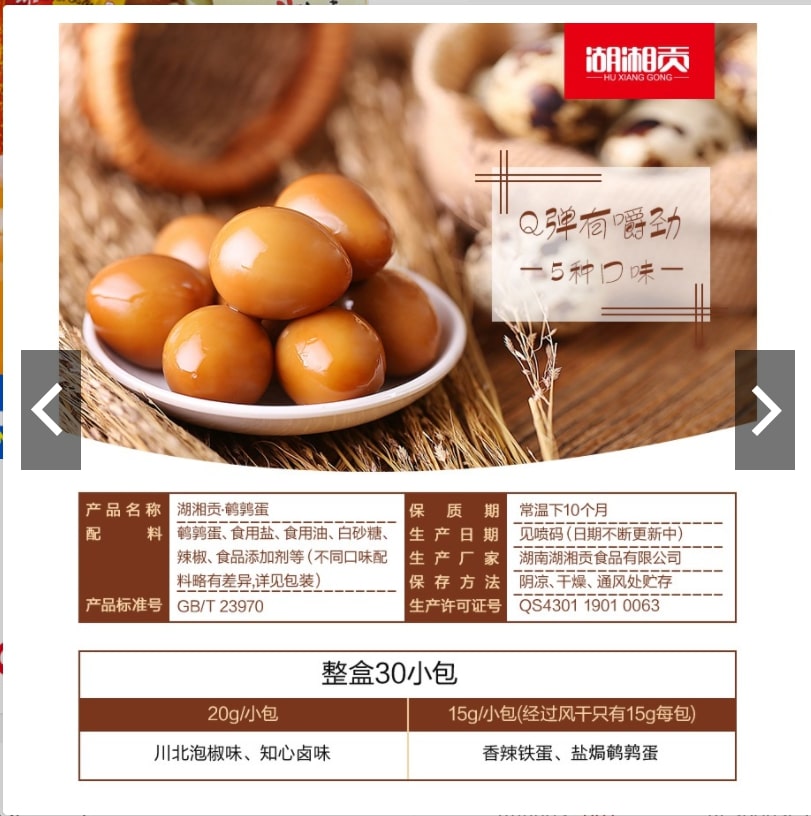 湖湘贡
HU XIANG GONG
Q弹有嚼劲
5种口味
产品名称 湖湘贡·鹌鹑蛋
配料 鹌鹑蛋、食用盐、食用油、白砂糖、
辣椒、食品添加剂等（不同口味配
料略有差异,详见包装）
产品标准号 GB/T 23970
保质期 常温下10个月
生产日期 见喷码（日期不断更新中）
生产厂家 湖南湖湘贡食品有限公司
保存方法 阴凉、干燥、通风处贮存
生产许可证号 QS4301 1901 0063
整盒30小包
20g/小包 15g/小包(经过风干只有15g每包)
川北泡椒味、知心卤味 香辣铁蛋、盐焗鹌鹑蛋